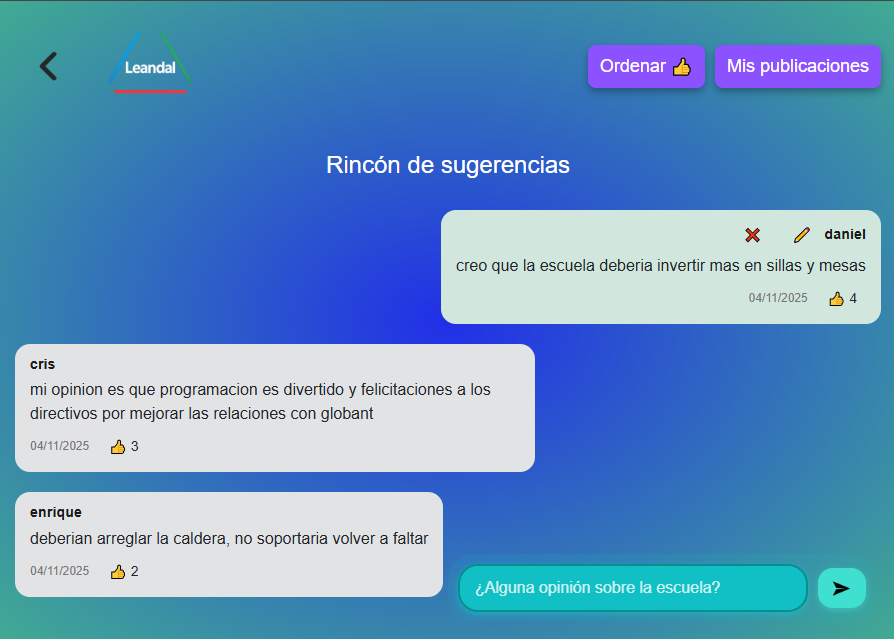 Leandal
Ordenar 👍
Mis publicaciones
Rincón de sugerencias
daniel
creo que la escuela deberia invertir mas en sillas y mesas
04/11/2025 👍 4
cris
mi opinion es que programacion es divertido y felicitaciones a los
directivos por mejorar las relaciones con globant
04/11/2025 👍 3
enrique
deberian arreglar la caldera, no soportaria volver a faltar
04/11/2025 👍 2
¿Alguna opinión sobre la escuela?